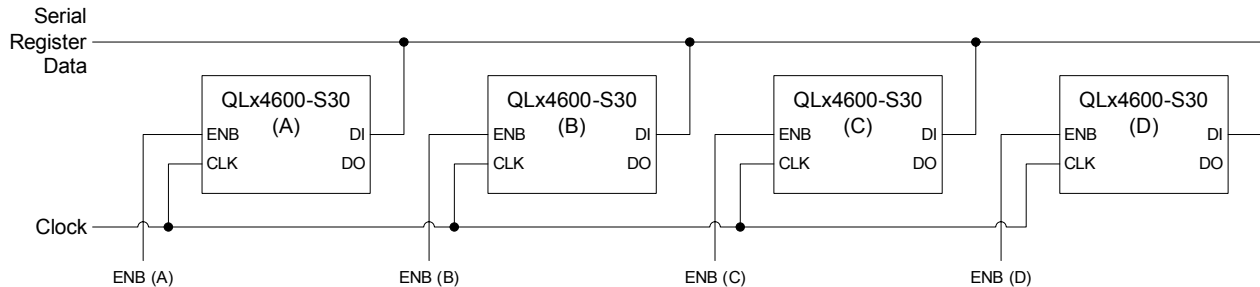 Serial
Register
Data
QLx4600-S30
(A)
ENB
DI
CLK
DO
QLx4600-S30
(B)
ENB
DI
CLK
DO
QLx4600-S30
(C)
ENB
DI
CLK
DO
QLx4600-S30
(D)
ENB
DI
CLK
DO
Clock
ENB (A)
ENB (B)
ENB (C)
ENB (D)